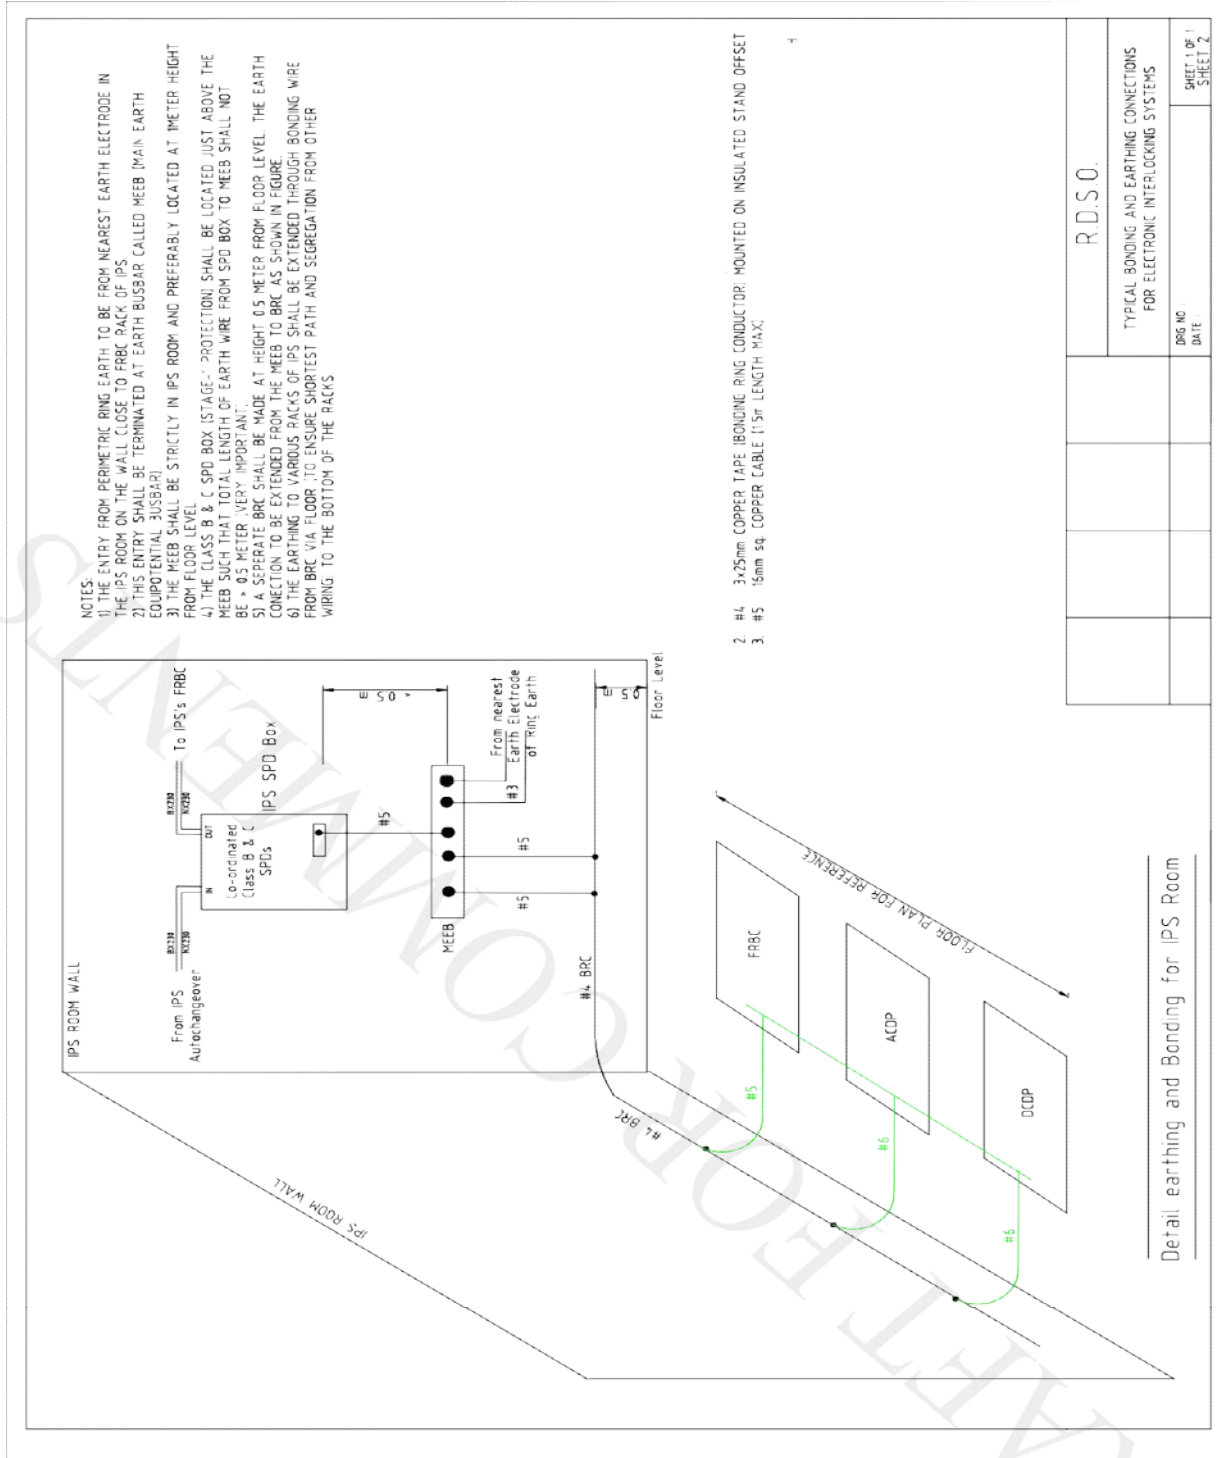 NOTES:
1) THE ENTRY FROM PERIMETRIC RING EARTH TO BE FROM NEAREST EARTH ELECTRODE IN
THE IPS ROOM ON THE WALL CLOSE TO FRBC RACK OF IPS
2) THIS ENTRY SHALL BE TERMINATED AT EARTH BUSBAR CALLED MEEB (MAIN EARTH
EQUIPOTENTIAL BUSBAR)
3) THE MEEB SHALL BE STRICTLY IN IPS ROOM AND PREFERABLY LOCATED AT 1METER HEIGHT
FROM FLOOR LEVEL
4) THE CLASS B & C SPD BOX (STAGE-1 PROTECTION) SHALL BE LOCATED JUST ABOVE THE
MEEB SUCH THAT TOTAL LENGTH OF EARTH WIRE FROM SPD BOX TO MEEB SHALL NOT
BE > 0.5 METER (VERY IMPORTANT)
5) A SEPERATE BRC SHALL BE MADE AT HEIGHT 0.5 METER FROM FLOOR LEVEL. THE EARTH
CONECTION TO BE EXTENDED FROM THE MEEB TO BRC AS SHOWN IN FIGURE.
6) THE EARTHING TO VARIOUS RACKS OF IPS SHALL BE EXTENDED THROUGH BONDING WIRE
FROM BRC VIA FLOOR (TO ENSURE SHORTEST PATH AND SEGREGATION FROM OTHER
WIRING) TO THE BOTTOM OF THE RACKS
2. #4 3x25mm COPPER TAPE (BONDING RING CONDUCTOR) MOUNTED ON INSULATED STAND OFFSET
3. #5 16mm sq. COPPER CABLE (15m LENGTH MAX)
IPS ROOM WALL
From IPS
Autochangeover
BX230
NX230
IN
OUT
Co-ordinated
Class B & C
SPDs
BX230
NX230
To IPS's FRBC
IPS SPD Box
0.5 m
#5
MEEB
#5
#5
#3
From nearest
Earth Electrode
of Ring Earth
#4 BRC
0.5 m
Floor Level
#4 BRC
IPS ROOM WALL
#5
#6
#6
FRBC
ACDP
DCDP
FLOOR PLAN FOR REFERENCE
Detail earthing and Bonding for IPS Room
R.D.S.O.
TYPICAL BONDING AND EARTHING CONNECTIONS
FOR ELECTRONIC INTERLOCKING SYSTEMS
DRG NO :
DATE :
SHEET 1 OF 1
SHEET 2
AFT FOR COMMENTS